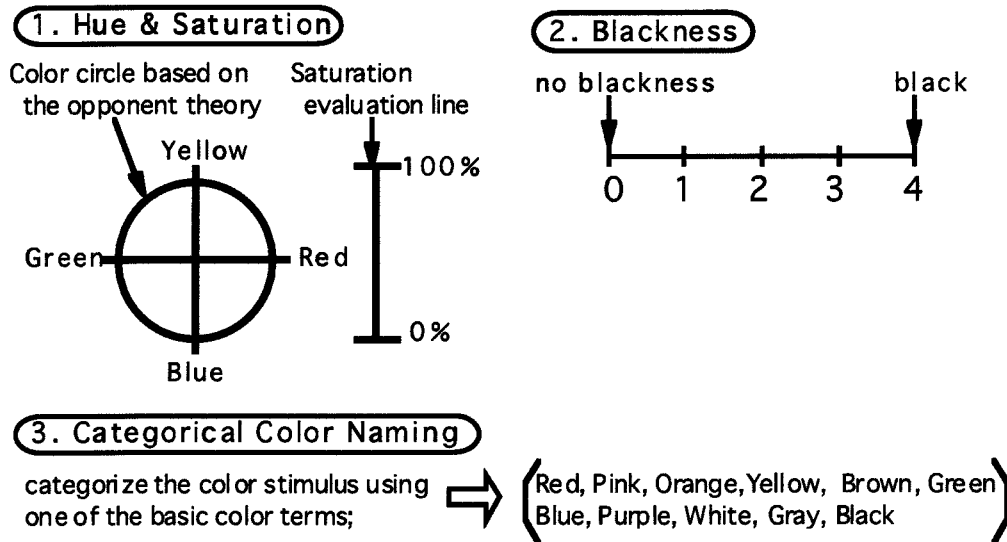 1. Hue & Saturation
Color circle based on
the opponent theory
Saturation
evaluation line
Yellow
100%
Green
Red
0%
Blue
2. Blackness
no blackness
black
0 1 2 3 4
3. Categorical Color Naming
categorize the color stimulus using
one of the basic color terms;
Red, Pink, Orange, Yellow, Brown, Green
Blue, Purple, White, Gray, Black